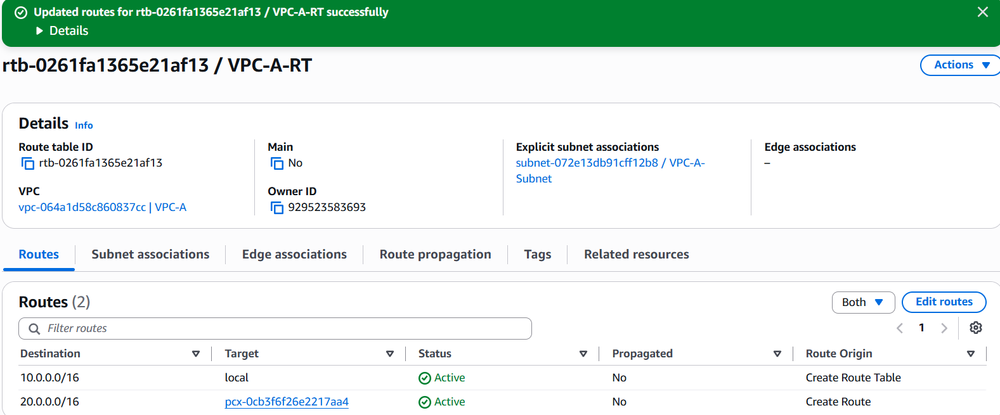 Updated routes for rtb-0261fa1365e21af13 / VPC-A-RT successfully
Details
rtb-0261fa1365e21af13 / VPC-A-RT
Actions
Details Info
Route table ID
rtb-0261fa1365e21af13
Main
No
Explicit subnet associations
subnet-072e13db91cff12b8 / VPC-A-
Subnet
Edge associations
–
VPC
vpc-064a1d58c860837cc | VPC-A
Owner ID
929523583693
Routes Subnet associations Edge associations Route propagation Tags Related resources
Routes (2)
Both Edit routes
Filter routes
1
Destination Target Status Propagated Route Origin
10.0.0.0/16 local Active No Create Route Table
20.0.0.0/16 pcx-0cb3f6f26e2217aa4 Active No Create Route